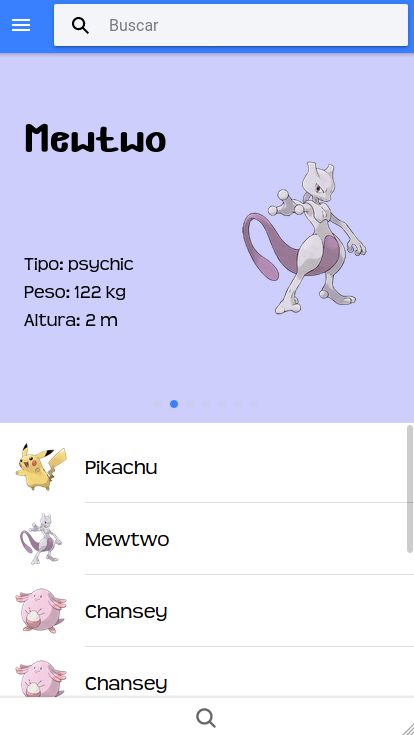 Buscar
Mewtwo
Tipo: psychic
Peso: 122 kg
Altura: 2 m
Pikachu
Mewtwo
Chansey
Chansey